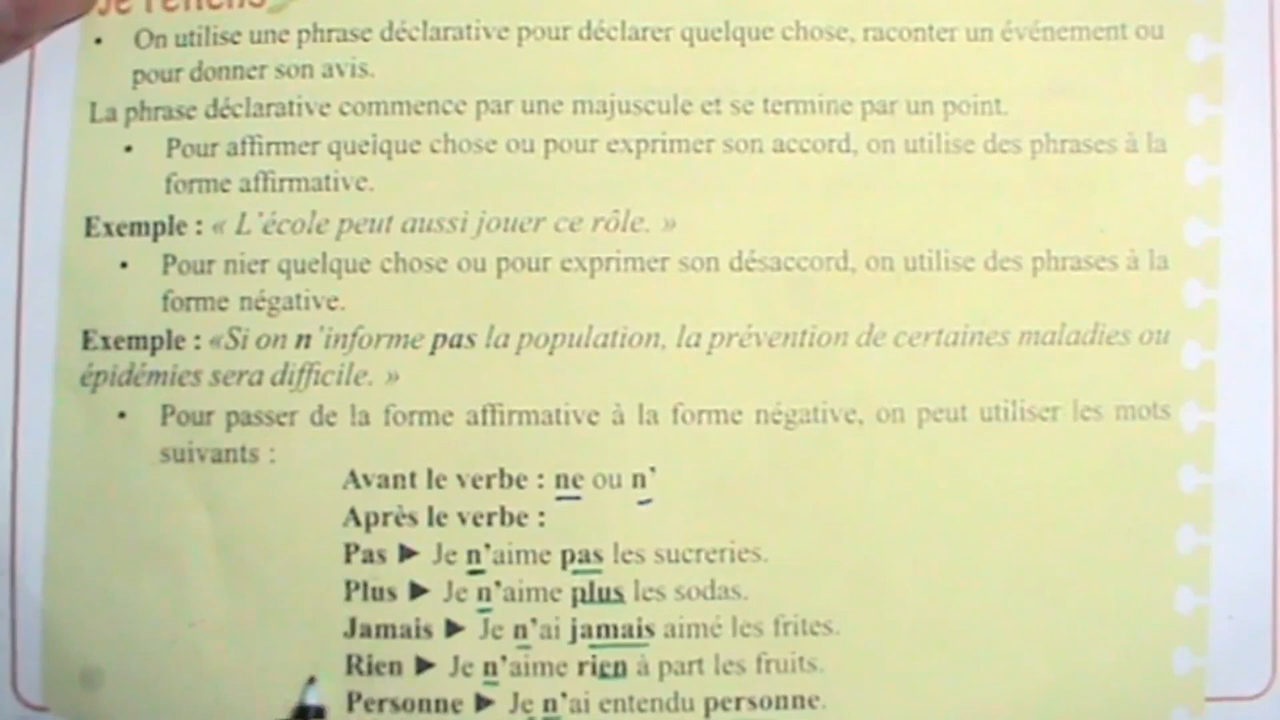 Je retiens
• On utilise une phrase déclarative pour déclarer quelque chose, raconter un événement ou
pour donner son avis.
La phrase déclarative commence par une majuscule et se termine par un point.
• Pour affirmer quelque chose ou pour exprimer son accord, on utilise des phrases à la
forme affirmative.
Exemple : « L'école peut aussi jouer ce rôle. »
• Pour nier quelque chose ou pour exprimer son désaccord, on utilise des phrases à la
forme négative.
Exemple : «Si on n'informe pas la population, la prévention de certaines maladies ou
épidémies sera difficile. »
• Pour passer de la forme affirmative à la forme négative, on peut utiliser les mots
suivants :
Avant le verbe : ne ou n'
Après le verbe :
Pas ► Je n'aime pas les sucreries.
Plus ► Je n'aime plus les sodas.
Jamais ► Je n'ai jamais aimé les frites.
Rien ► Je n'aime rien à part les fruits.
Personne ► Je n'ai entendu personne.